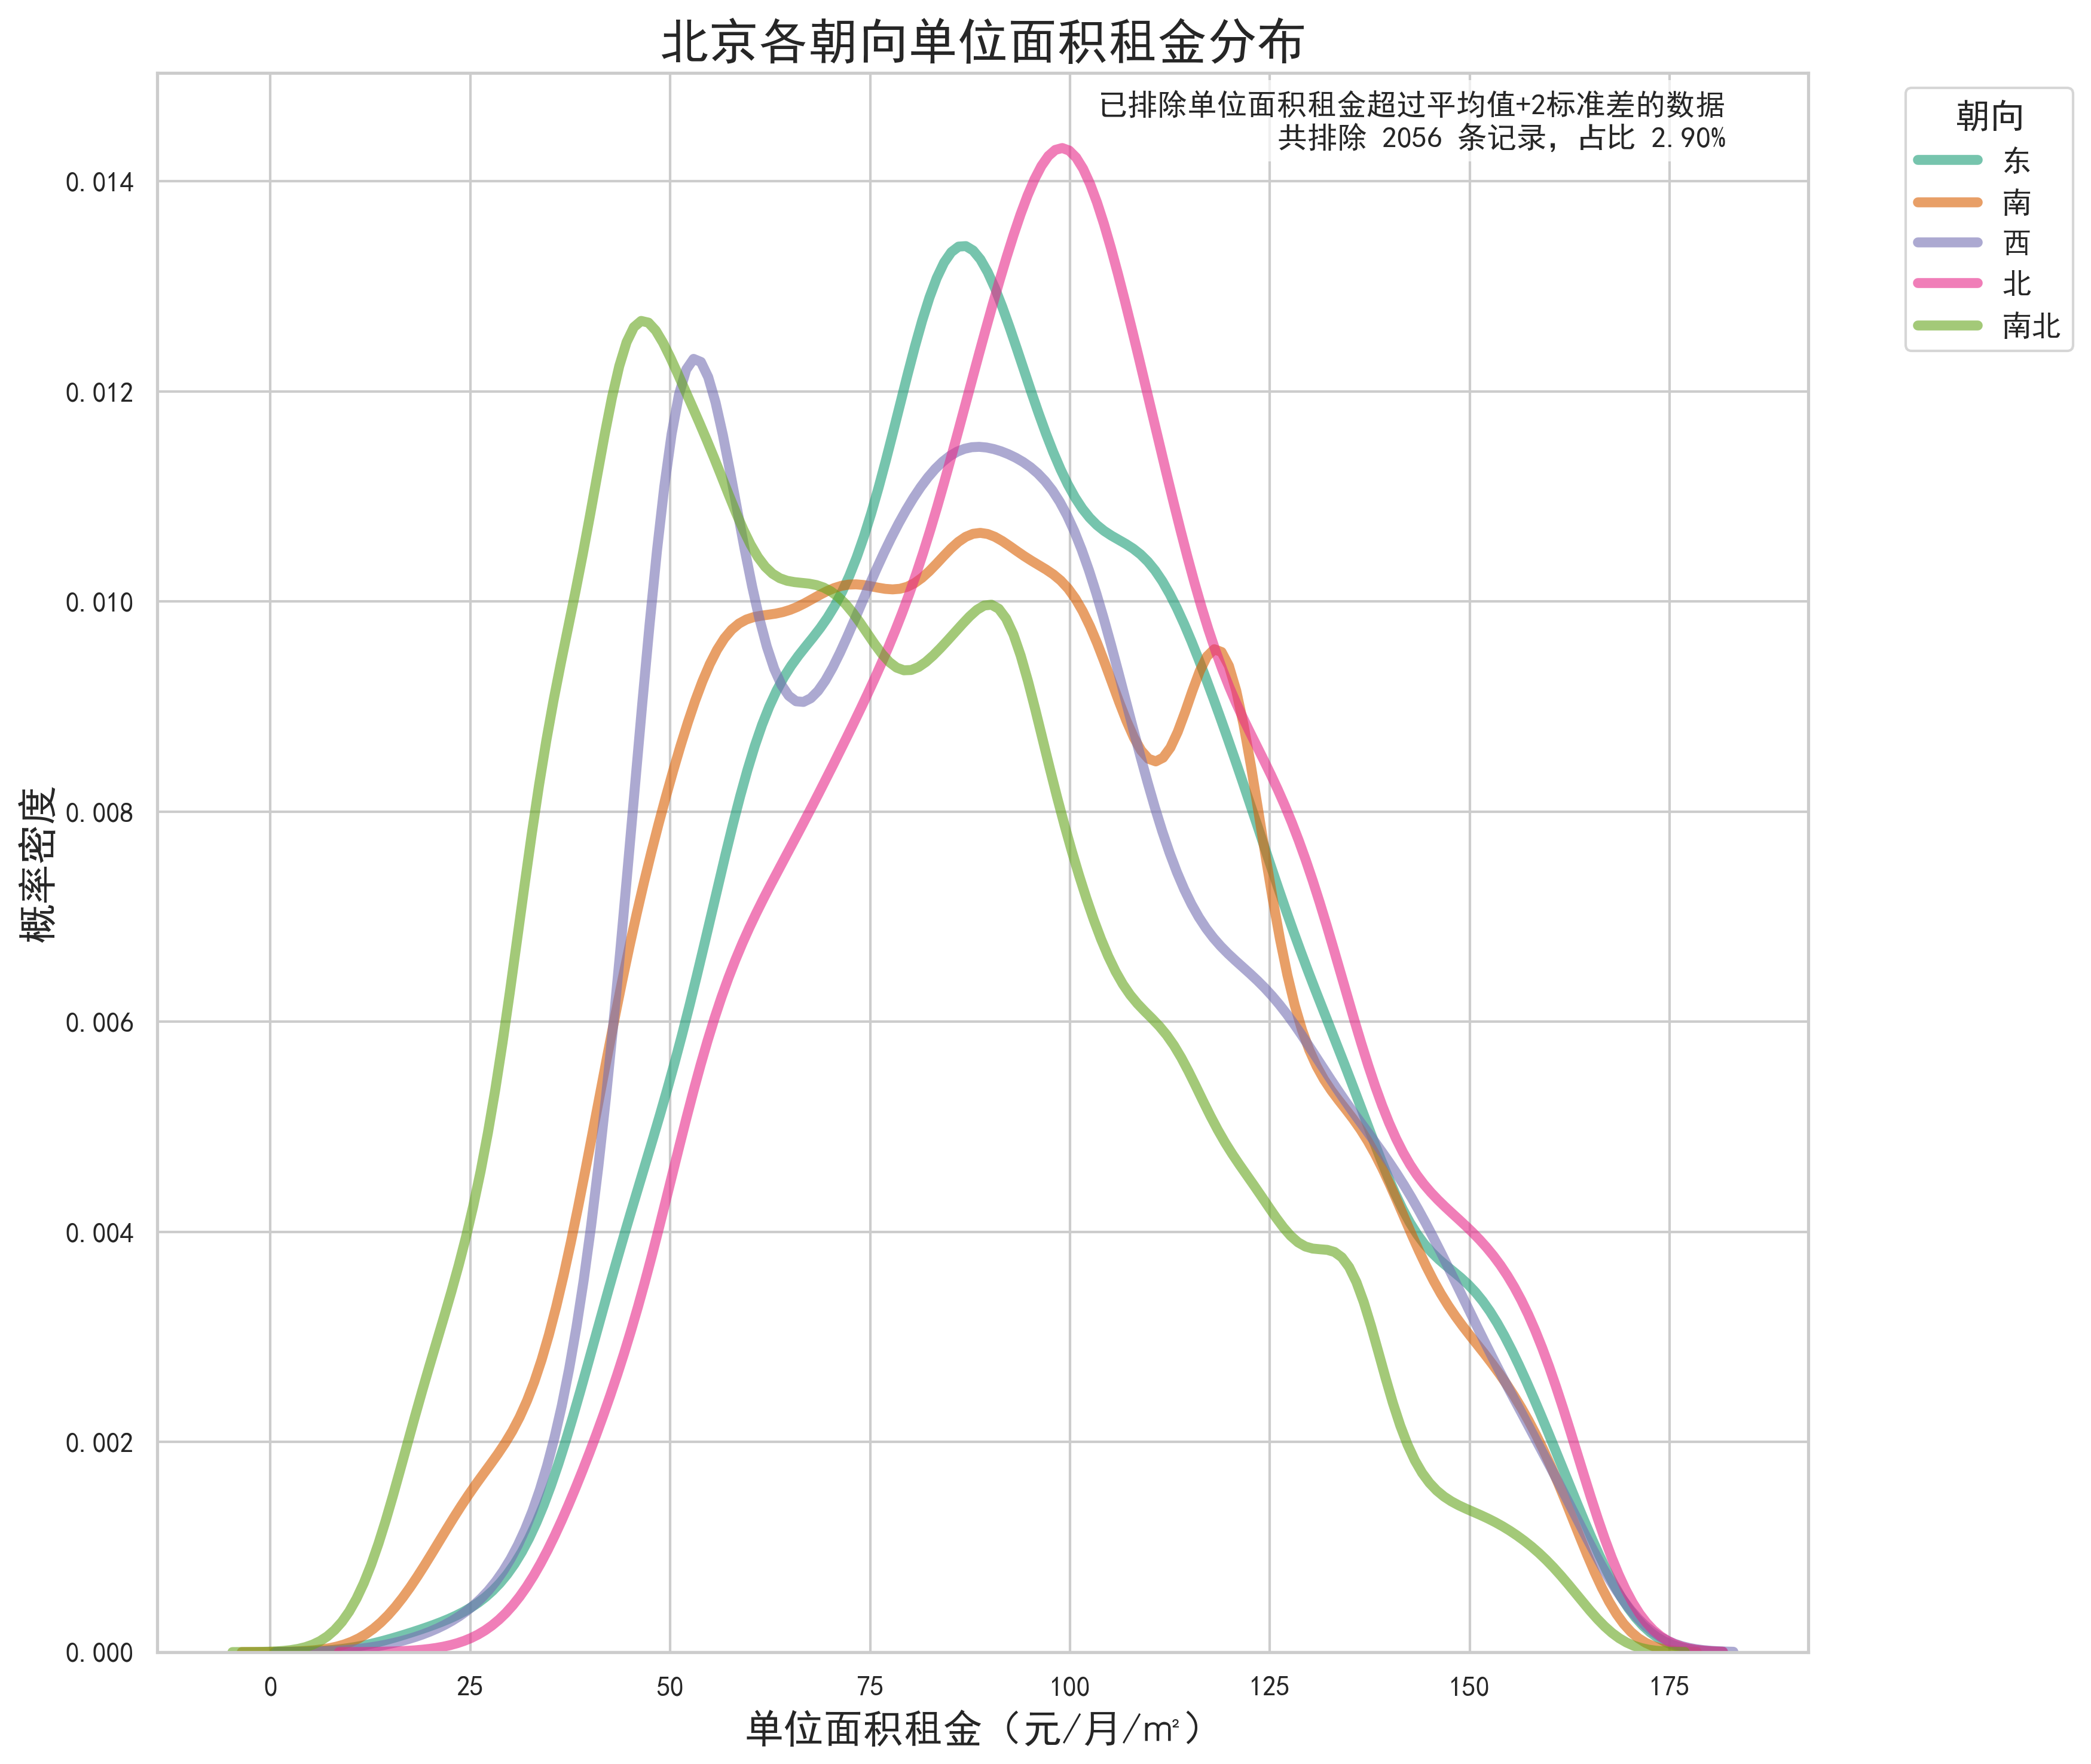 北京各朝向单位面积租金分布
已排除单位面积租金超过平均值+2标准差的数据
共排除 2056 条记录，占比 2.90%
朝向
东
南
西
北
南北
概率密度
0.014
0.012
0.010
0.008
0.006
0.004
0.002
0.000
0 25 50 75 100 125 150 175
单位面积租金（元/月/m²）